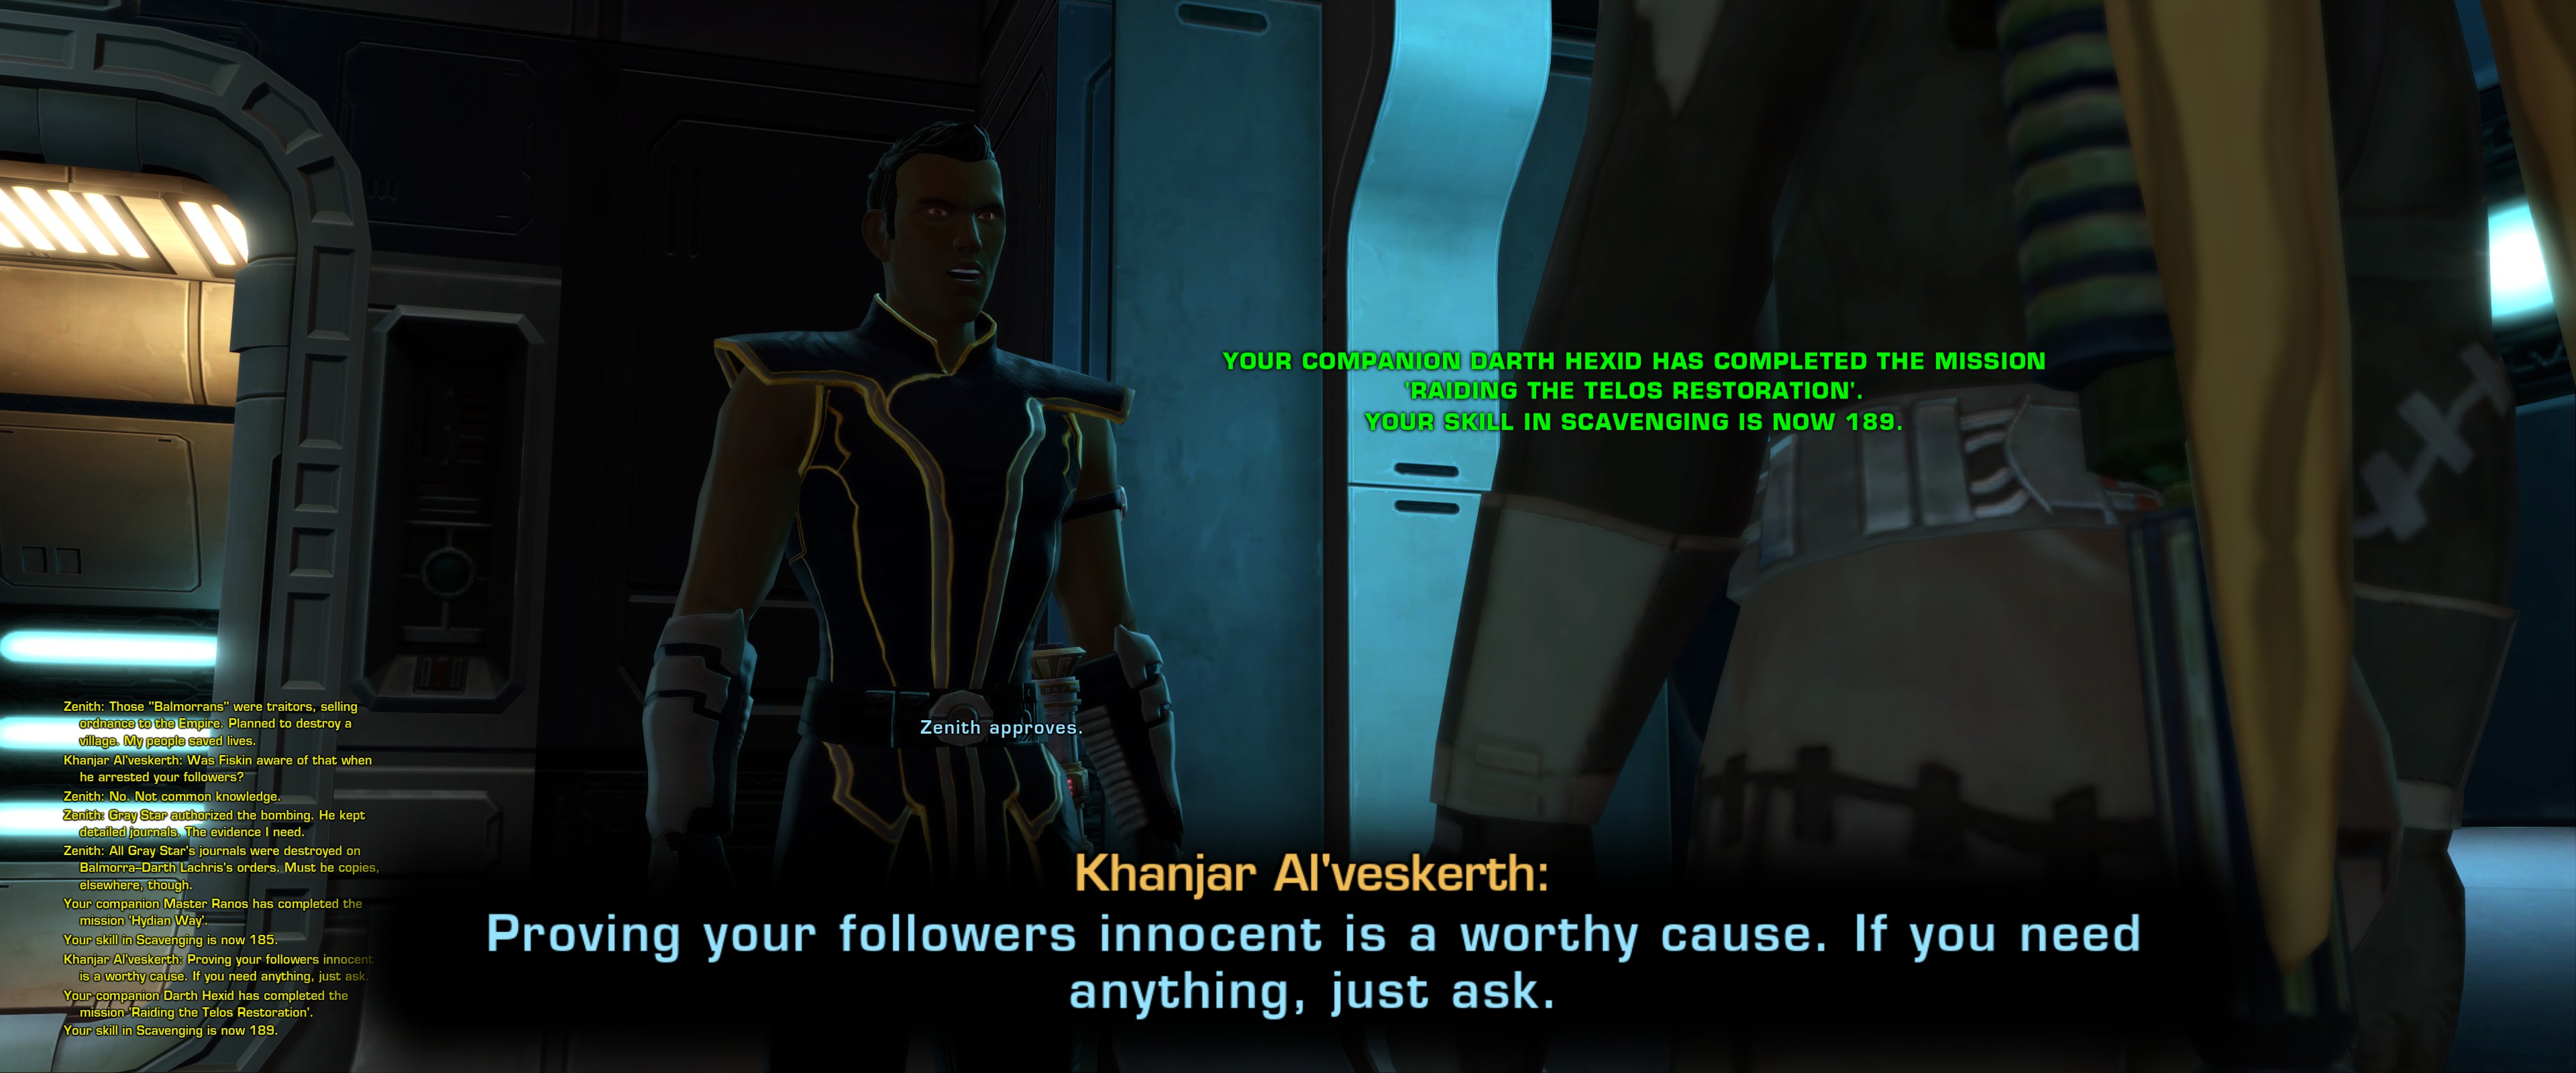 YOUR COMPANION DARTH HEXID HAS COMPLETED THE MISSION
'RAIDING THE TELOS RESTORATION'.
YOUR SKILL IN SCAVENGING IS NOW 189.
Zenith approves.
Zenith: Those "Balmorrans" were traitors, selling
ordnance to the Empire. Planned to destroy a
village. My people saved lives.
Khanjar Al'veskerth: Was Fiskin aware of that when
he arrested your followers?
Zenith: No. Not common knowledge.
Zenith: Gray Star authorized the bombing. He kept
detailed journals. The evidence I need.
Zenith: All Gray Star's journals were destroyed on
Balmorra–Darth Lachris's orders. Must be copies,
elsewhere, though.
Your companion Master Ranos has completed the
mission 'Hydian Way'.
Your skill in Scavenging is now 185.
Khanjar Al'veskerth: Proving your followers innocent
is a worthy cause. If you need anything, just ask.
Your companion Darth Hexid has completed the
mission 'Raiding the Telos Restoration'.
Your skill in Scavenging is now 189.
Khanjar Al'veskerth:
Proving your followers innocent is a worthy cause. If you need
anything, just ask.